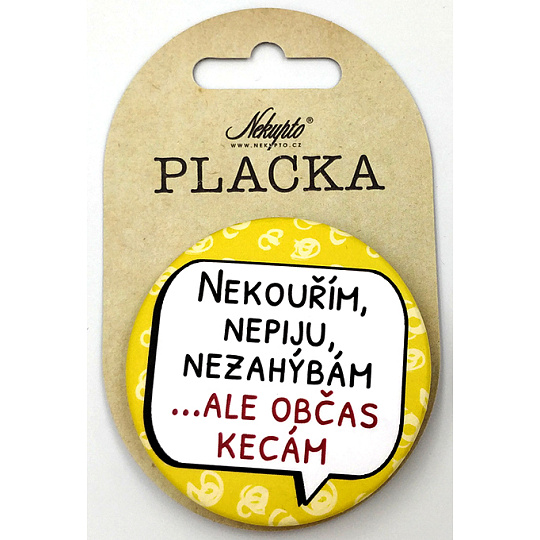 Nekupto®
WWW.NEKUPTO.CZ
PLACKA
NEKOUŘÍM,
NEPIJU,
NEZAHÝBÁM
...ALE OBČAS
KECÁM